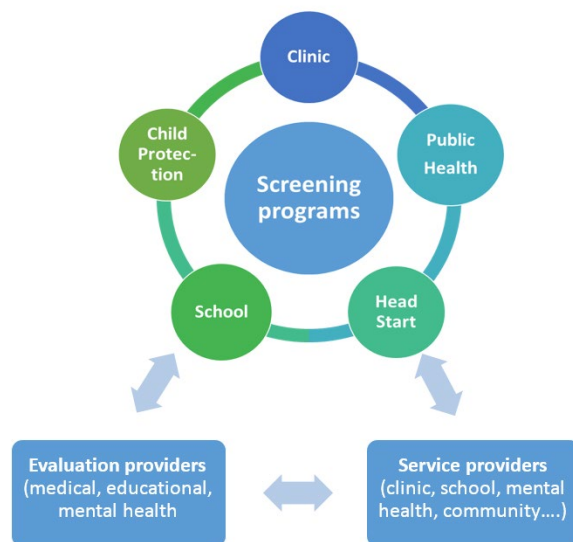 Clinic
Child
Protec-
tion
Public
Health
Screening
programs
School
Head
Start
Evaluation providers
(medical, educational,
mental health
Service providers
(clinic, school, mental
health, community….)